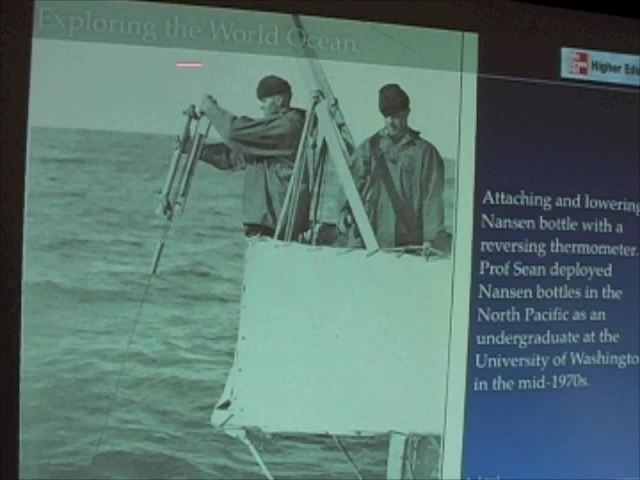 Exploring the World Ocean
Higher Edu
Attaching and lowering
Nansen bottle with a
reversing thermometer.
Prof Sean deployed
Nansen bottles in the
North Pacific as an
undergraduate at the
University of Washingto
in the mid-1970s.